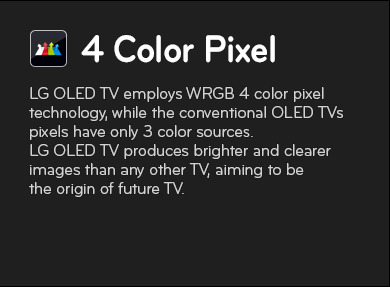 4 Color Pixel
LG OLED TV employs WRGB 4 color pixel
technology, while the conventional OLED TVs
pixels have only 3 color sources.
LG OLED TV produces brighter and clearer
images than any other TV, aiming to be
the origin of future TV.